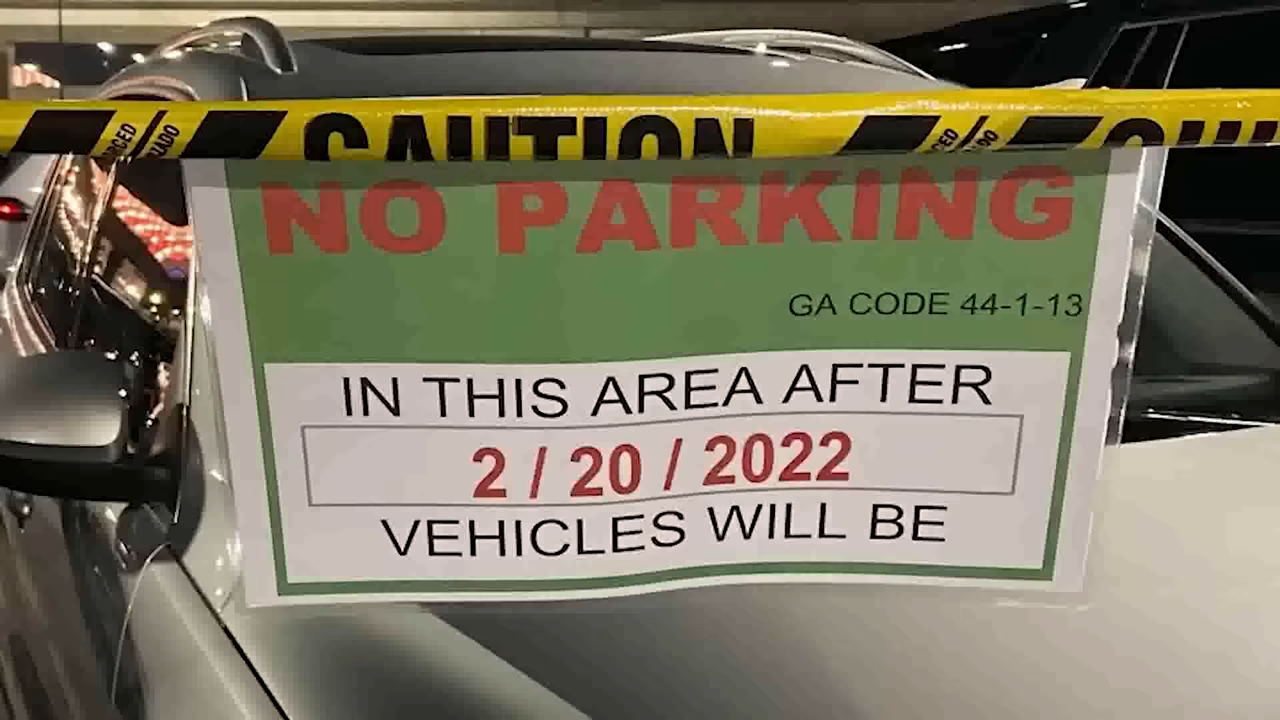 CAUTION
NO PARKING
GA CODE 44-1-13
IN THIS AREA AFTER
2 / 20 / 2022
VEHICLES WILL BE